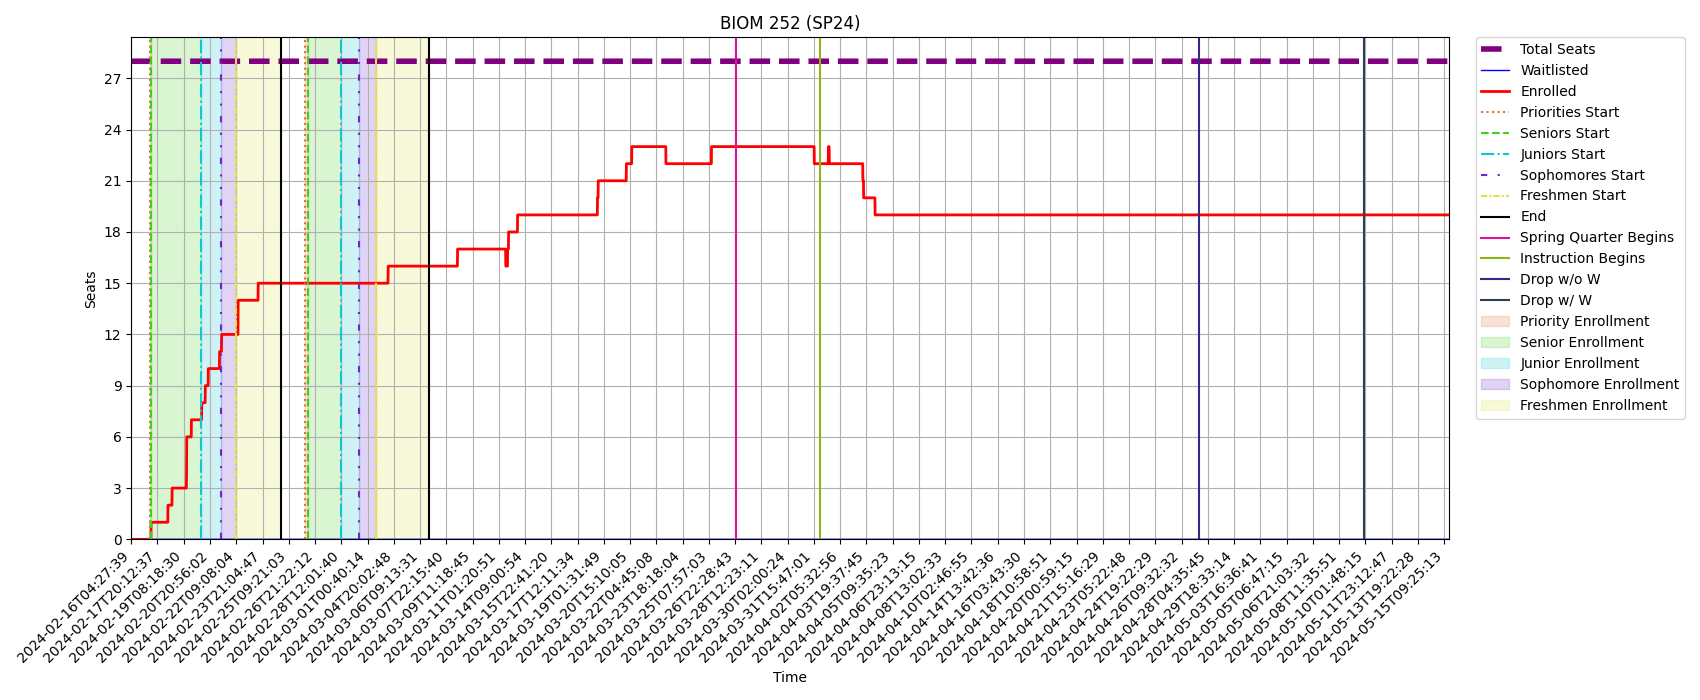 BIOM 252 (SP24)
Seats
27
24
21
18
15
12
9
6
3
0
2024-02-16T04:27:39
2024-02-17T20:12:37
2024-02-19T08:18:30
2024-02-20T20:56:02
2024-02-22T09:08:04
2024-02-23T21:04:47
2024-02-25T09:21:03
2024-02-26T21:22:12
2024-02-28T12:01:40
2024-03-01T00:40:14
2024-03-04T20:02:48
2024-03-06T09:13:31
2024-03-07T22:15:40
2024-03-11T11:18:45
2024-03-13T01:20:51
2024-03-14T09:00:54
2024-03-15T22:41:20
2024-03-17T12:11:34
2024-03-19T01:31:49
2024-03-20T15:10:05
2024-03-22T04:45:08
2024-03-23T18:18:04
2024-03-25T07:57:03
2024-03-26T22:28:43
2024-03-28T12:23:11
2024-03-30T02:00:24
2024-03-31T15:47:01
2024-04-02T05:32:56
2024-04-03T19:37:45
2024-04-05T09:35:23
2024-04-06T23:13:15
2024-04-08T13:02:33
2024-04-10T02:46:55
2024-04-14T13:42:36
2024-04-16T03:43:30
2024-04-18T10:58:51
2024-04-20T00:59:15
2024-04-21T15:16:29
2024-04-23T05:22:48
2024-04-24T19:22:29
2024-04-26T09:32:32
2024-04-28T04:35:45
2024-04-29T18:33:14
2024-05-03T16:36:41
2024-05-05T06:47:15
2024-05-06T21:03:32
2024-05-08T11:35:51
2024-05-10T01:48:15
2024-05-11T23:12:47
2024-05-13T19:22:28
2024-05-15T09:25:13
Time
Total Seats
Waitlisted
Enrolled
Priorities Start
Seniors Start
Juniors Start
Sophomores Start
Freshmen Start
End
Spring Quarter Begins
Instruction Begins
Drop w/o W
Drop w/ W
Priority Enrollment
Senior Enrollment
Junior Enrollment
Sophomore Enrollment
Freshmen Enrollment